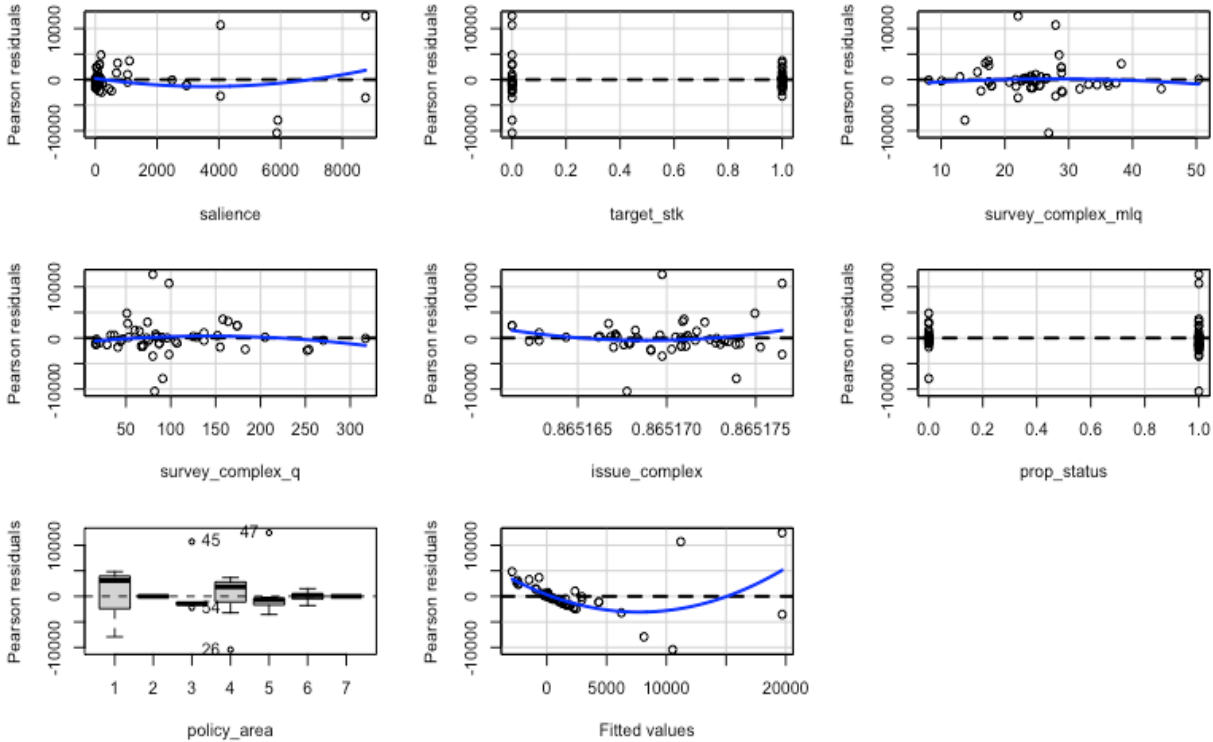 Pearson residuals
-10000 0 10000
0 2000 4000 6000 8000
salience
Pearson residuals
-10000 0 10000
0.0 0.2 0.4 0.6 0.8 1.0
target_stk
Pearson residuals
-10000 0 10000
10 20 30 40 50
survey_complex_mlq
Pearson residuals
-10000 0 10000
50 100 150 200 250 300
survey_complex_q
Pearson residuals
-10000 0 10000
0.865165 0.865170 0.865175
issue_complex
Pearson residuals
-10000 0 10000
0.0 0.2 0.4 0.6 0.8 1.0
prop_status
Pearson residuals
-10000 0 10000
45
47
54
26
1 2 3 4 5 6 7
policy_area
Pearson residuals
-10000 0 10000
0 5000 10000 20000
Fitted values